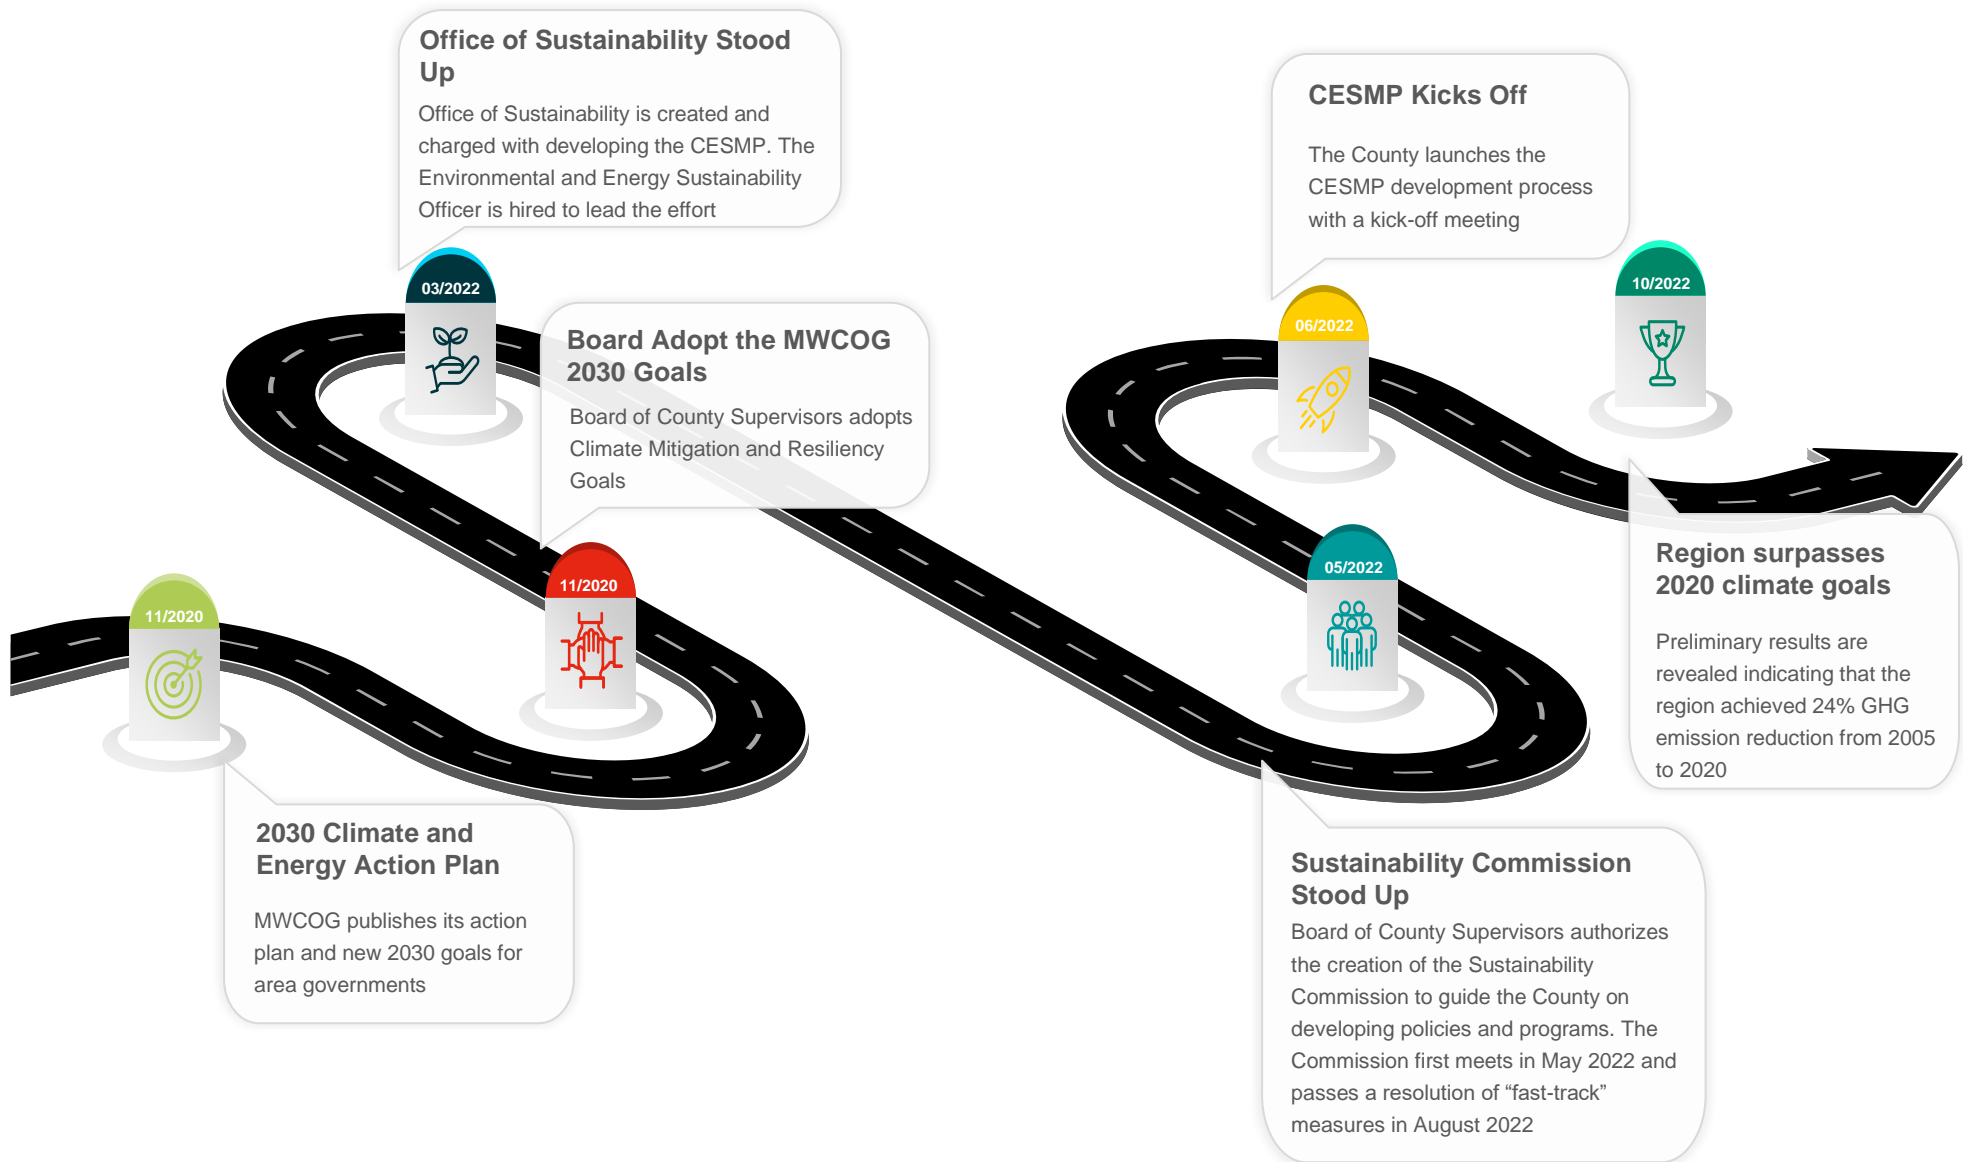 11/2020
2030 Climate and
Energy Action Plan
MWCOG publishes its action
plan and new 2030 goals for
area governments
11/2020
Board Adopt the MWCOG
2030 Goals
Board of County Supervisors adopts
Climate Mitigation and Resiliency
Goals
03/2022
Office of Sustainability Stood
Up
Office of Sustainability is created and
charged with developing the CESMP. The
Environmental and Energy Sustainability
Officer is hired to lead the effort
05/2022
Sustainability Commission
Stood Up
Board of County Supervisors authorizes
the creation of the Sustainability
Commission to guide the County on
developing policies and programs. The
Commission first meets in May 2022 and
passes a resolution of “fast-track”
measures in August 2022
06/2022
CESMP Kicks Off
The County launches the
CESMP development process
with a kick-off meeting
10/2022
Region surpasses
2020 climate goals
Preliminary results are
revealed indicating that the
region achieved 24% GHG
emission reduction from 2005
to 2020